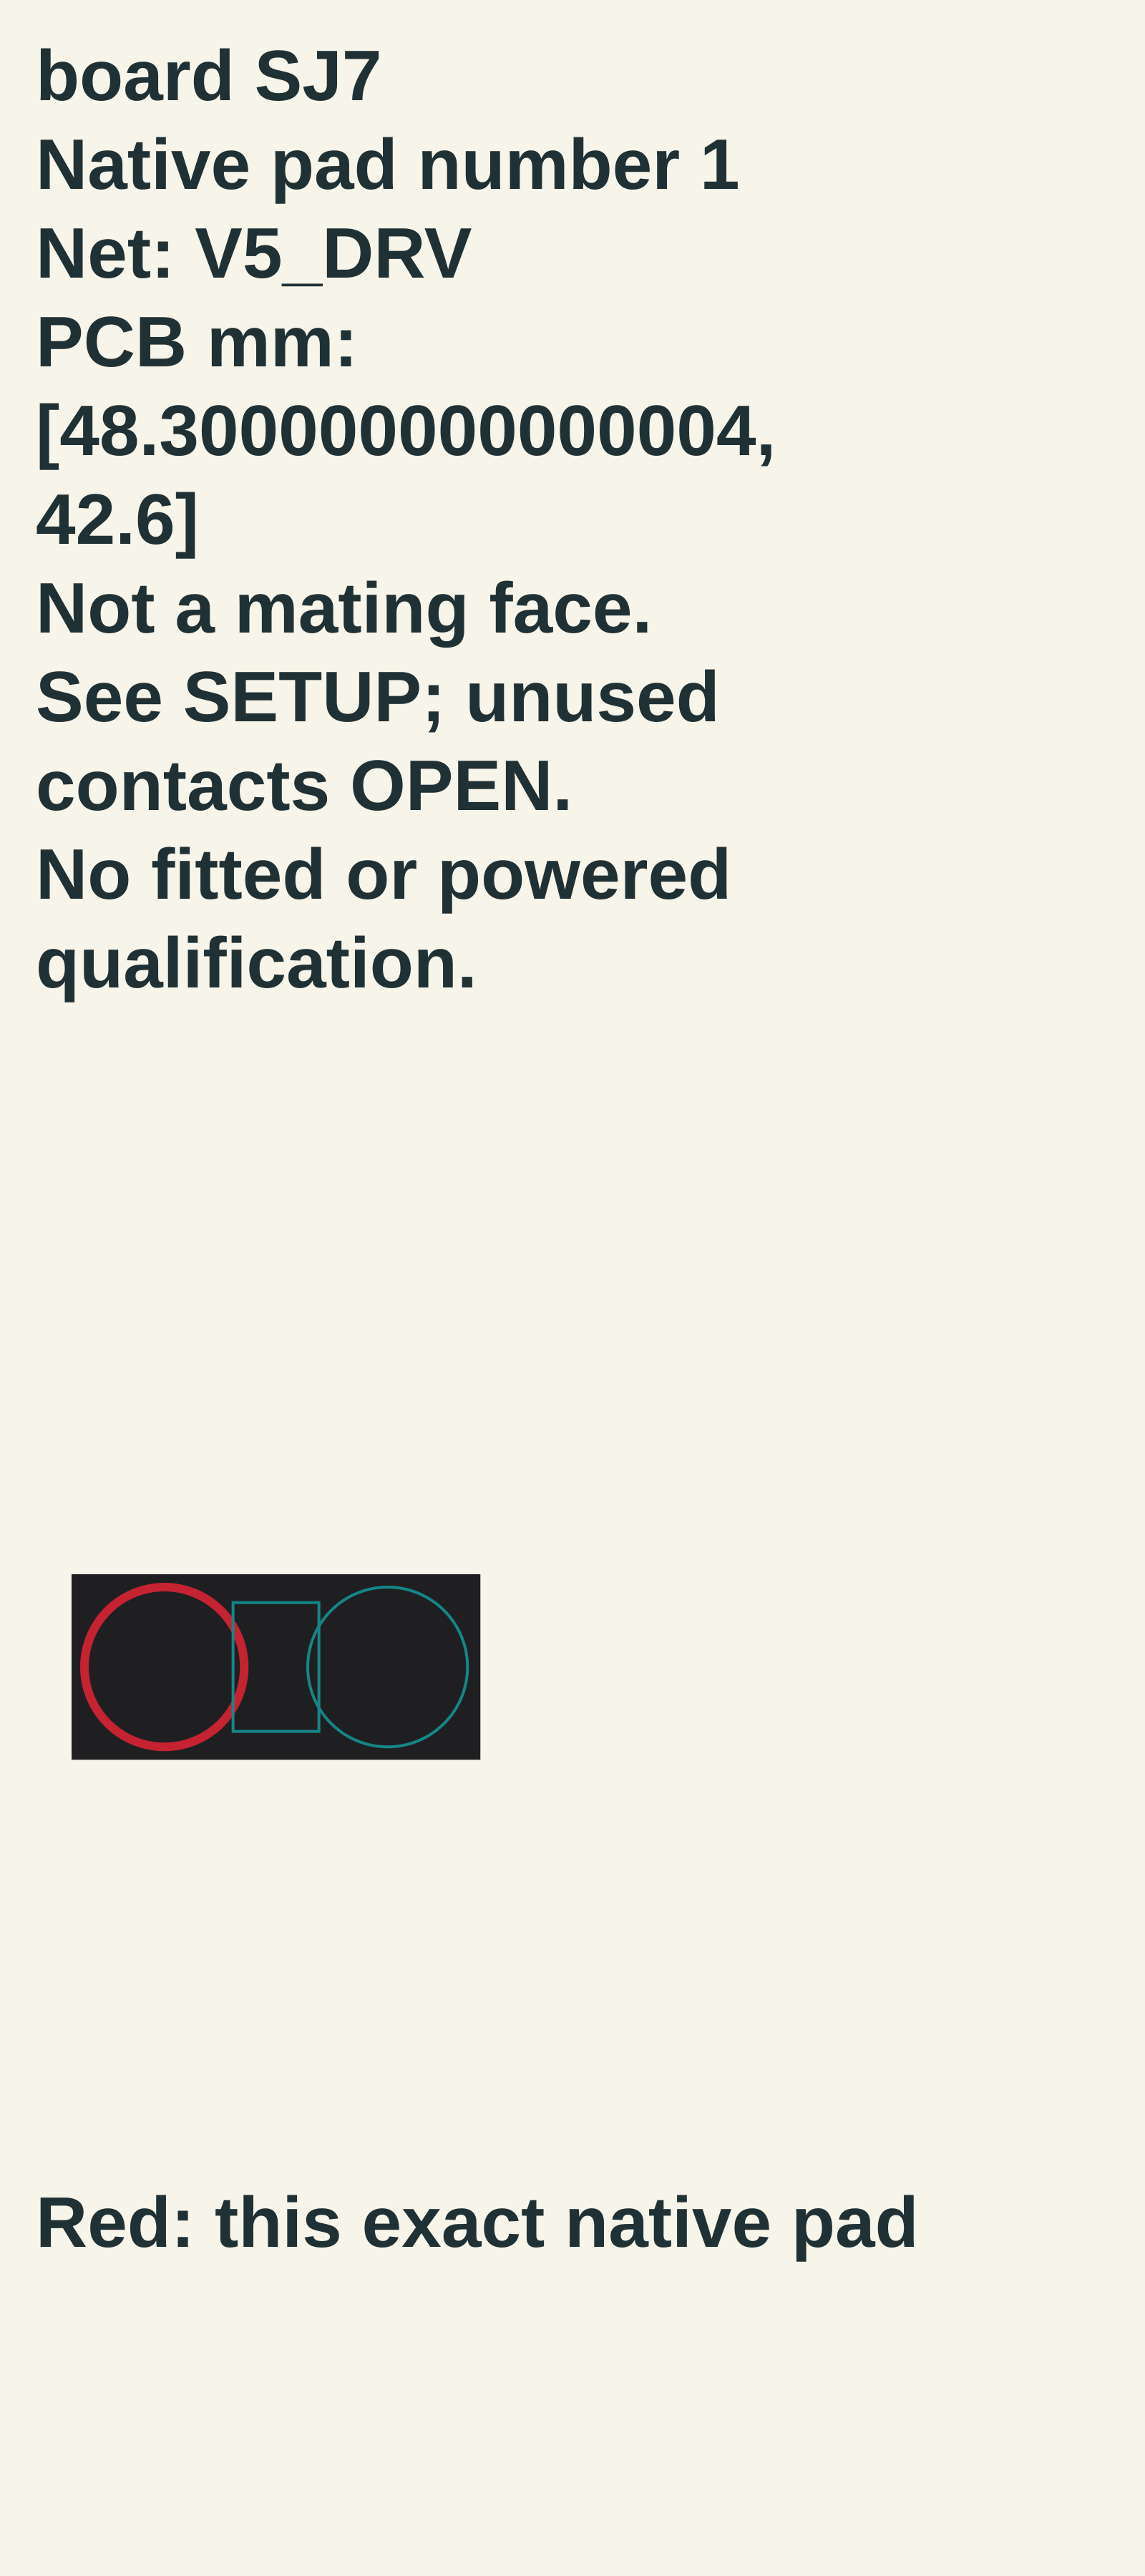 board SJ7
Native pad number 1
Net: V5_DRV
PCB mm:
[48.300000000000004,
42.6]
Not a mating face.
See SETUP; unused
contacts OPEN.
No fitted or powered
qualification.
Red: this exact native pad